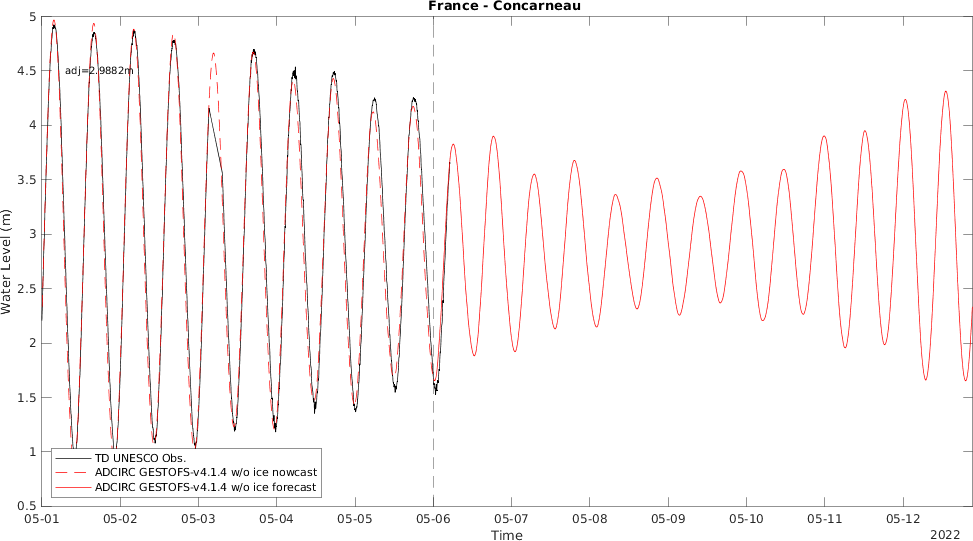 France - Concarneau
5
4.5
4
3.5
3
2.5
2
1.5
1
0.5
Water Level (m)
adj=2.9882m
TD UNESCO Obs.
ADCIRC GESTOFS-v4.1.4 w/o ice nowcast
ADCIRC GESTOFS-v4.1.4 w/o ice forecast
05-01 05-02 05-03 05-04 05-05 05-06 05-07 05-08 05-09 05-10 05-11 05-12
Time
2022